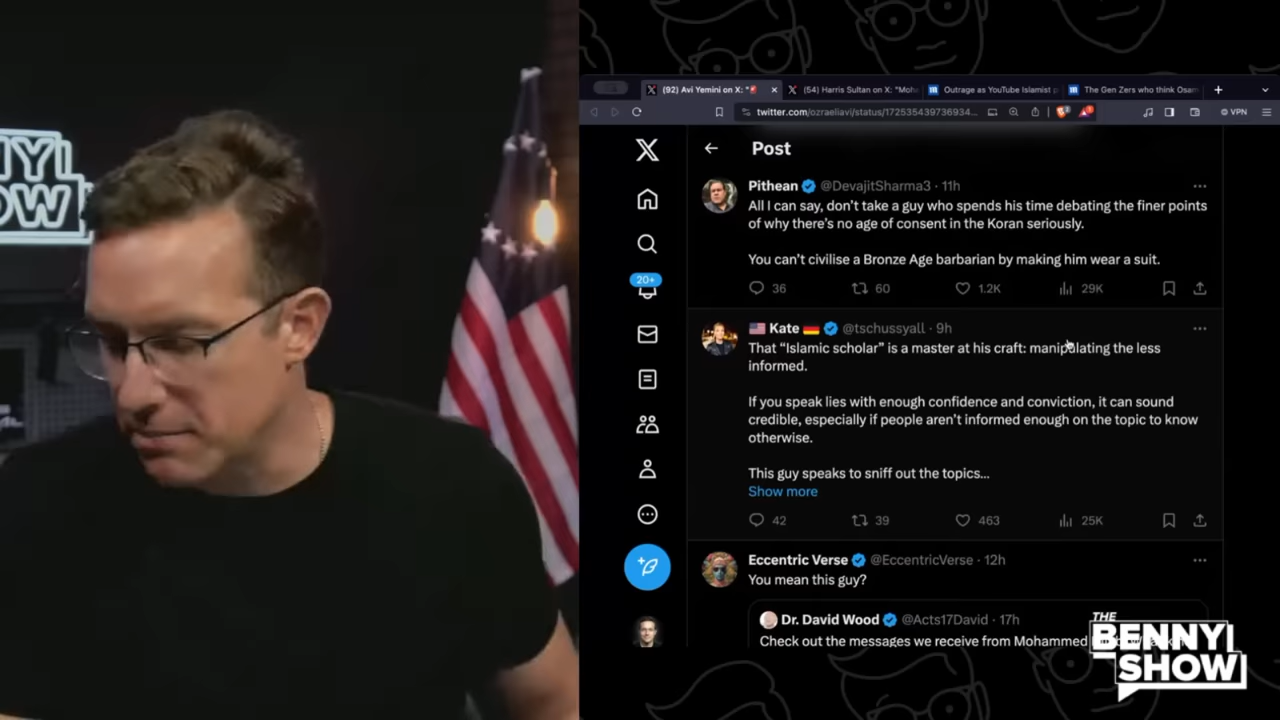 NYI
OW
(92) Avi Yemini on X: "🚨
(54) Harris Sultan on X: "Moha
Outrage as YouTube Islamist p
The Gen Zers who think Osam
twitter.com/ozraeliavi/status/172535439736934...
VPN
Post
Pithean @DevajitSharma3 · 11h
All I can say, don't take a guy who spends his time debating the finer points
of why there's no age of consent in the Koran seriously.
You can't civilise a Bronze Age barbarian by making him wear a suit.
36 60 1.2K 29K
20+
🇺🇸 Kate 🇩🇪 @tschussyall · 9h
That “Islamic scholar” is a master at his craft: manipulating the less
informed.
If you speak lies with enough confidence and conviction, it can sound
credible, especially if people aren't informed enough on the topic to know
otherwise.
This guy speaks to sniff out the topics...
Show more
42 39 463 25K
Eccentric Verse @EccentricVerse · 12h
You mean this guy?
Dr. David Wood @Acts17David · 17h
Check out the messages we receive from Mohammed
THE
BENNY
SHOW